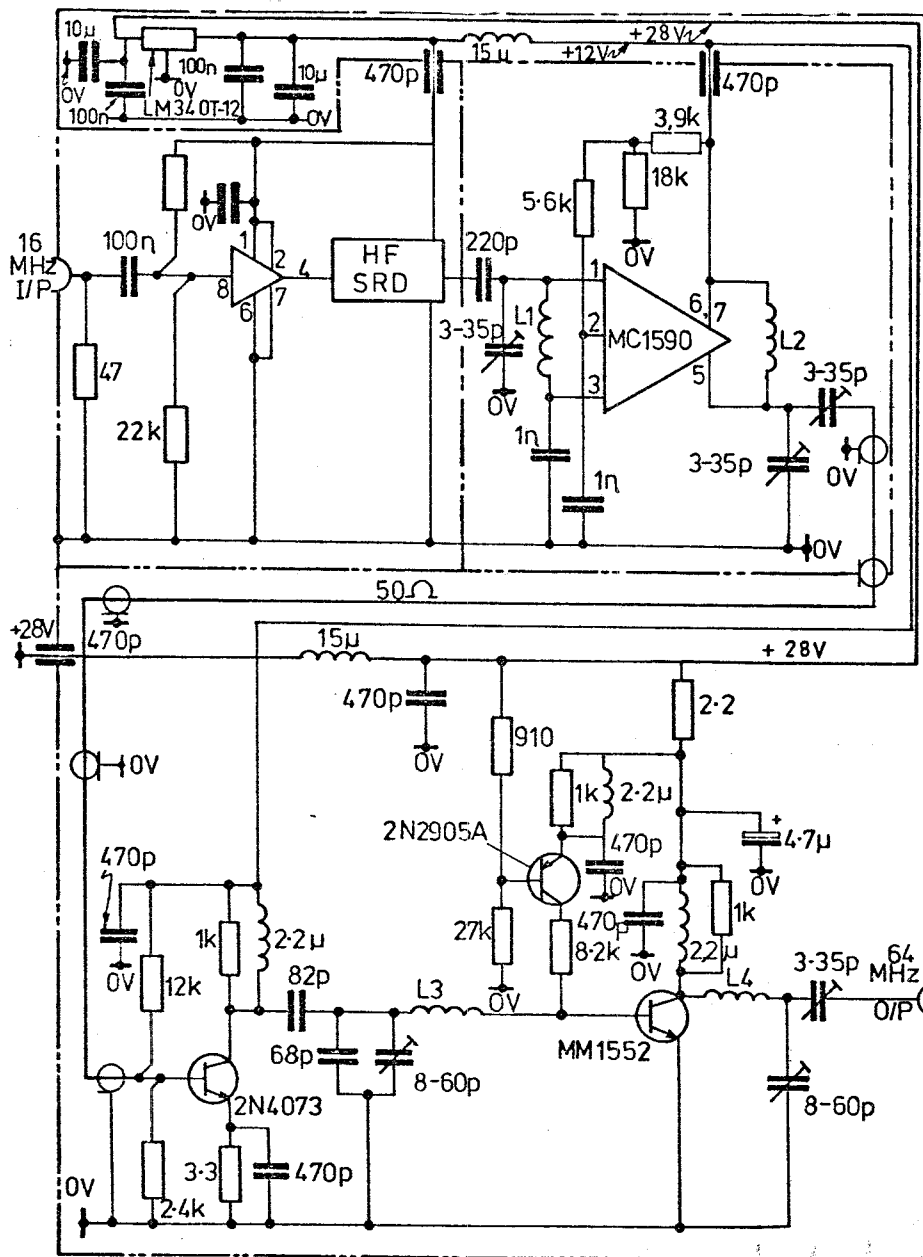 10µ
100n
10µ
0V
0V
100n
LM340T-12
0V
470p
15µ
+12V
+28V
470p
3,9k
18k
5·6k
0V
0V
16
MHz
I/P
100n
1
2
8
4
6
7
HF
SRD
220p
3-35p
0V
L1
1
2
3
MC1590
6,7
5
L2
3-35p
0V
3-35p
47
22k
1n
1n
0V
50Ω
+28V
470p
15µ
+28V
470p
0V
2·2
910
0V
1k
2·2µ
2N2905A
470p
0V
+
4·7µ
0V
470p
0V
1k
2·2µ
27k
0V
470p
0V
8·2k
1k
2,2µ
12k
82p
L3
L4
3-35p
64
MHz
O/P
68p
8-60p
MM1552
8-60p
2N4073
3·3
470p
2·4k
0V